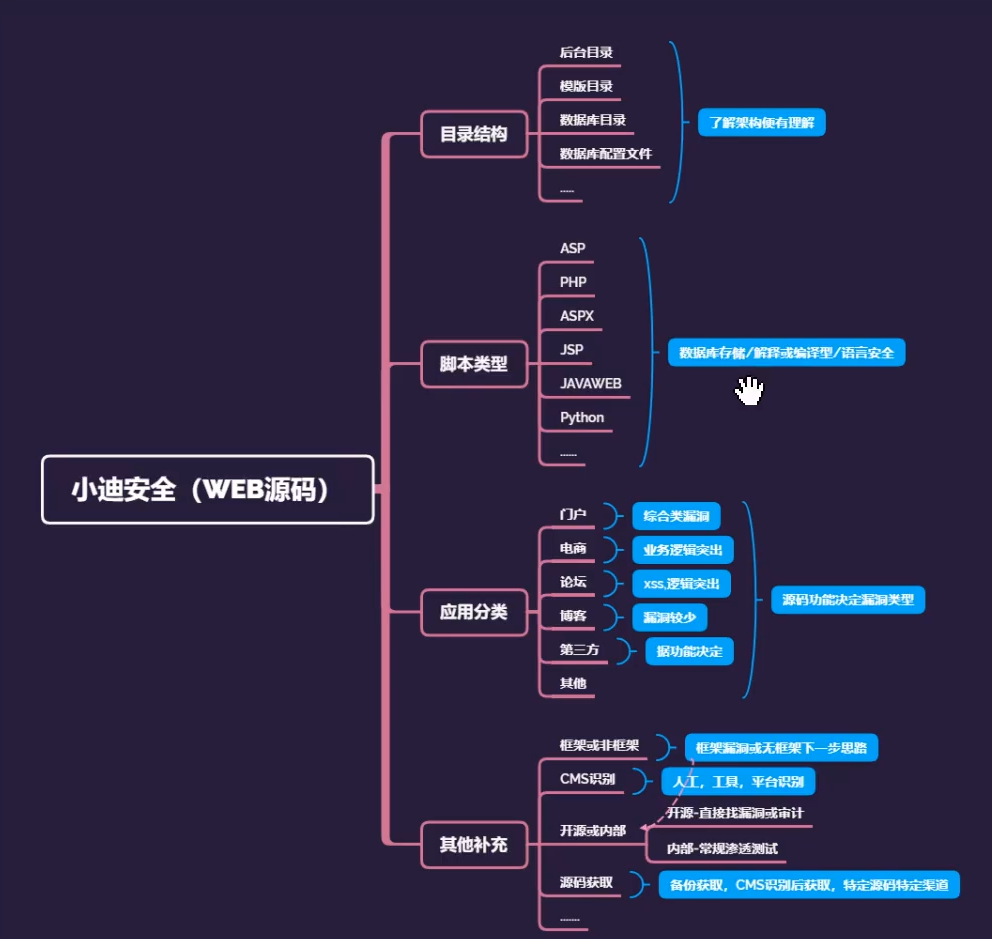 小迪安全（WEB源码）
目录结构
后台目录
模版目录
数据库目录
数据库配置文件
.....
了解架构便有理解
脚本类型
ASP
PHP
ASPX
JSP
JAVAWEB
Python
......
数据库存储/解释或编译型/语言安全
应用分类
门户
综合类漏洞
电商
业务逻辑突出
论坛
xss,逻辑突出
博客
漏洞较少
第三方
据功能决定
其他
源码功能决定漏洞类型
其他补充
框架或非框架
框架漏洞或无框架下一步思路
CMS识别
人工，工具，平台识别
开源或内部
开源-直接找漏洞或审计
内部-常规渗透测试
源码获取
备份获取，CMS识别后获取，特定源码特定渠道
.......